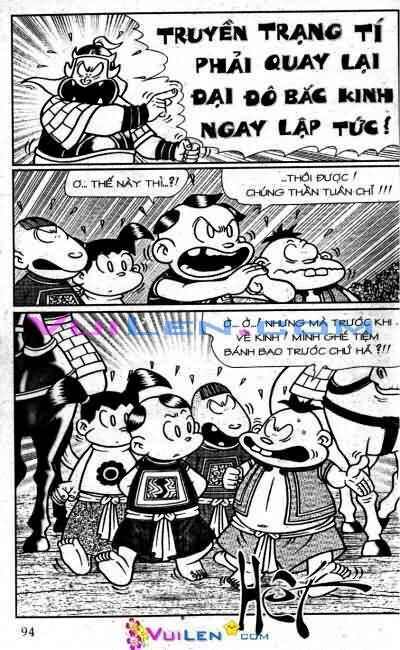 TRUYỀN TRẠNG TÍ
PHẢI QUAY LẠI
ĐẠI ĐÔ BẮC KINH
NGAY LẬP TỨC!
Ơ... THẾ NÀY THÌ...?!
...THÔI ĐƯỢC!
CHÚNG THẦN TUÂN CHỈ!!!
Ờ... Ờ...! NHƯNG MÀ TRƯỚC KHI
VỀ KINH, MÌNH GHÉ TIỆM
BÁNH BAO TRƯỚC CHỨ HẢ?!!
VUILEN.COM
HẾT
94
VUILEN.COM